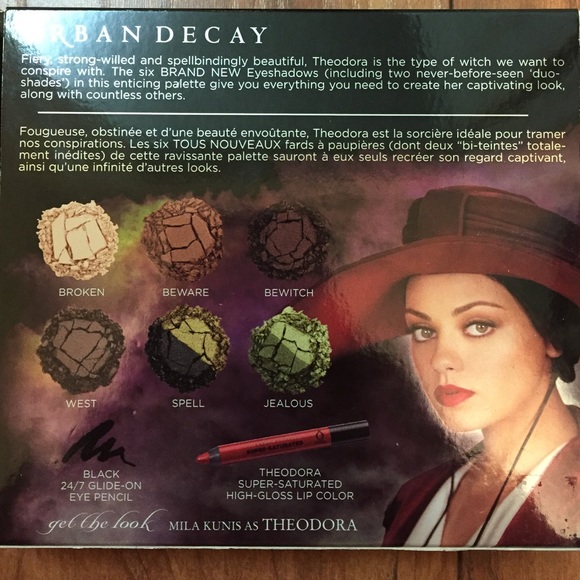 URBAN DECAY
Fiery, strong-willed and spellbindingly beautiful, Theodora is the type of witch we want to
conspire with. The six BRAND NEW Eyeshadows (including two never-before-seen 'duo-
shades') in this enticing palette give you everything you need to create her captivating look,
along with countless others.
Fougueuse, obstinée et d'une beauté envoûtante, Theodora est la sorcière idéale pour tramer
nos conspirations. Les six TOUS NOUVEAUX fards à paupières (dont deux "bi-teintes" totale-
ment inédites) de cette ravissante palette sauront à eux seuls recréer son regard captivant,
ainsi qu'une infinité d'autres looks.
BROKEN BEWARE BEWITCH
WEST SPELL JEALOUS
SUPER-SATURATED
BLACK
24/7 GLIDE-ON
EYE PENCIL
THEODORA
SUPER-SATURATED
HIGH-GLOSS LIP COLOR
get the look MILA KUNIS AS THEODORA